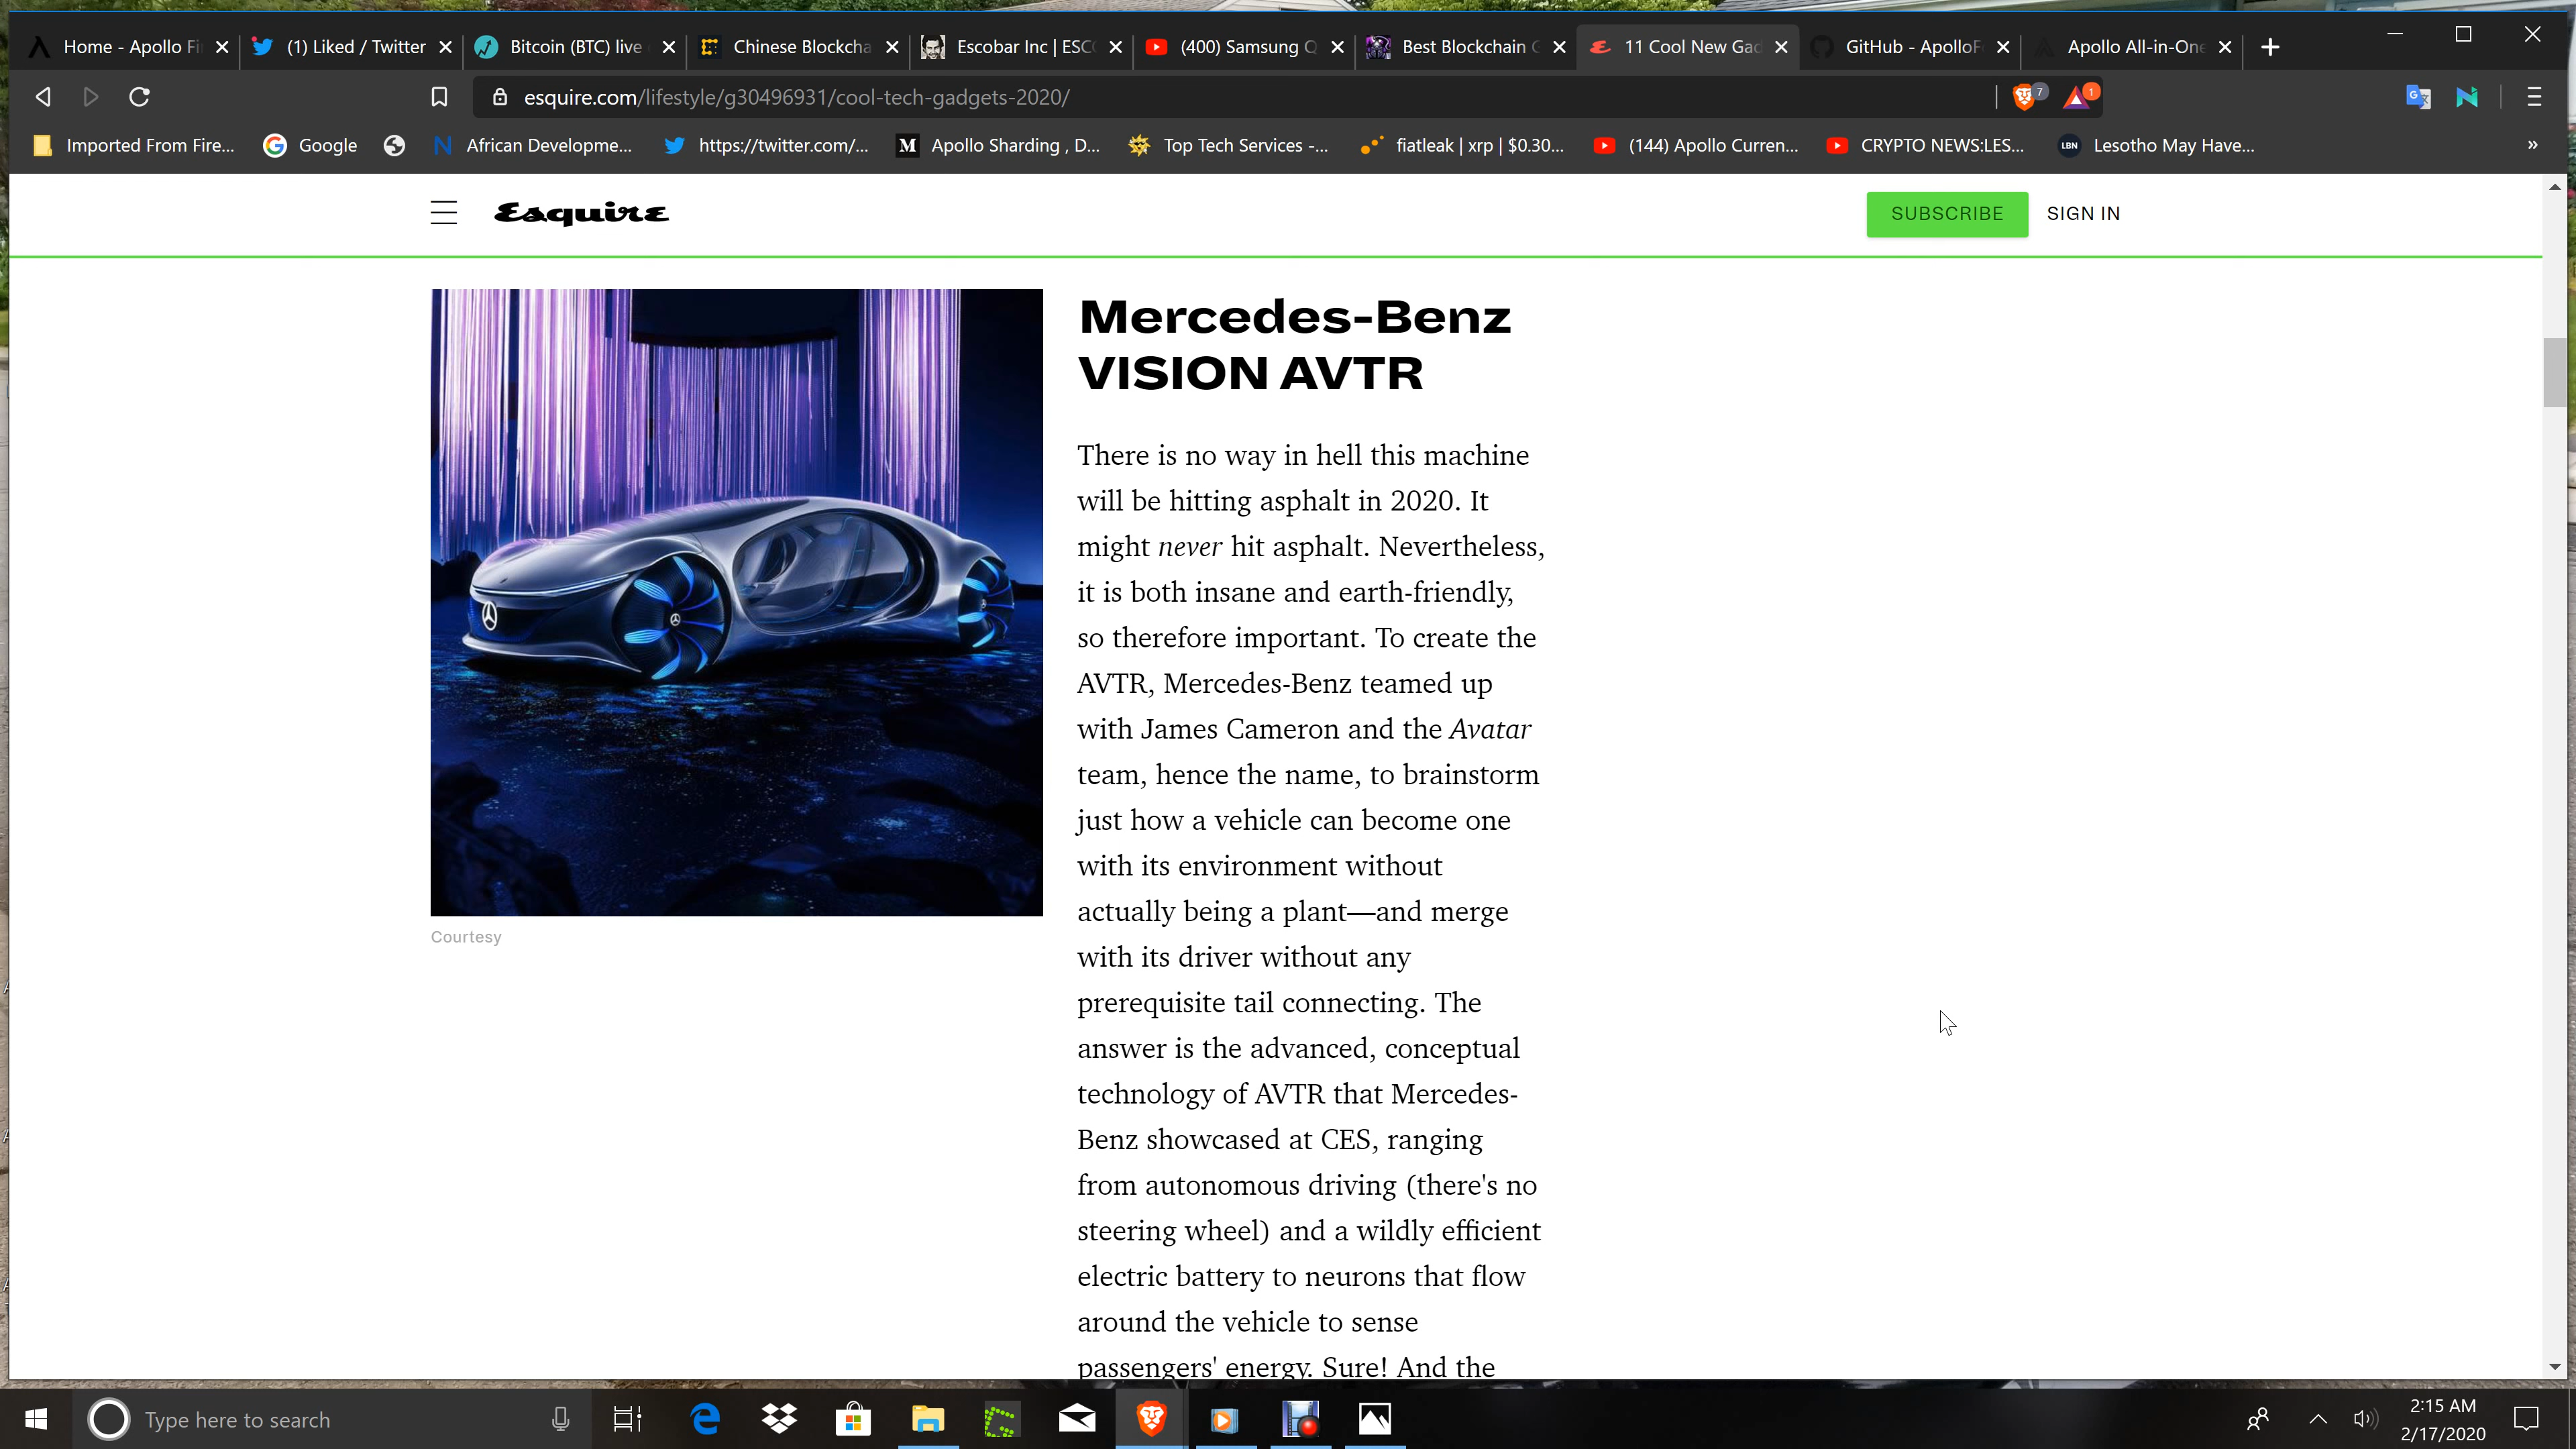 Home - Apollo Fi
(1) Liked / Twitter
Bitcoin (BTC) live
Chinese Blockcha
Escobar Inc | ESC
(400) Samsung Q
Best Blockchain
11 Cool New Gad
GitHub - ApolloF
Apollo All-in-One
esquire.com/lifestyle/g30496931/cool-tech-gadgets-2020/
7
1
Imported From Fire...
Google
African Developme...
https://twitter.com/...
M
Apollo Sharding , D...
Top Tech Services -...
fiatleak | xrp | $0.30...
(144) Apollo Curren...
CRYPTO NEWS:LES...
LBN
Lesotho May Have...
»
Esquire
SUBSCRIBE
SIGN IN
Mercedes-Benz
VISION AVTR
There is no way in hell this machine
will be hitting asphalt in 2020. It
might never hit asphalt. Nevertheless,
it is both insane and earth-friendly,
so therefore important. To create the
AVTR, Mercedes-Benz teamed up
with James Cameron and the Avatar
team, hence the name, to brainstorm
just how a vehicle can become one
with its environment without
actually being a plant—and merge
with its driver without any
prerequisite tail connecting. The
answer is the advanced, conceptual
technology of AVTR that Mercedes-
Benz showcased at CES, ranging
from autonomous driving (there's no
steering wheel) and a wildly efficient
electric battery to neurons that flow
around the vehicle to sense
passengers' energy. Sure! And the
Courtesy
Type here to search
2:15 AM
2/17/2020